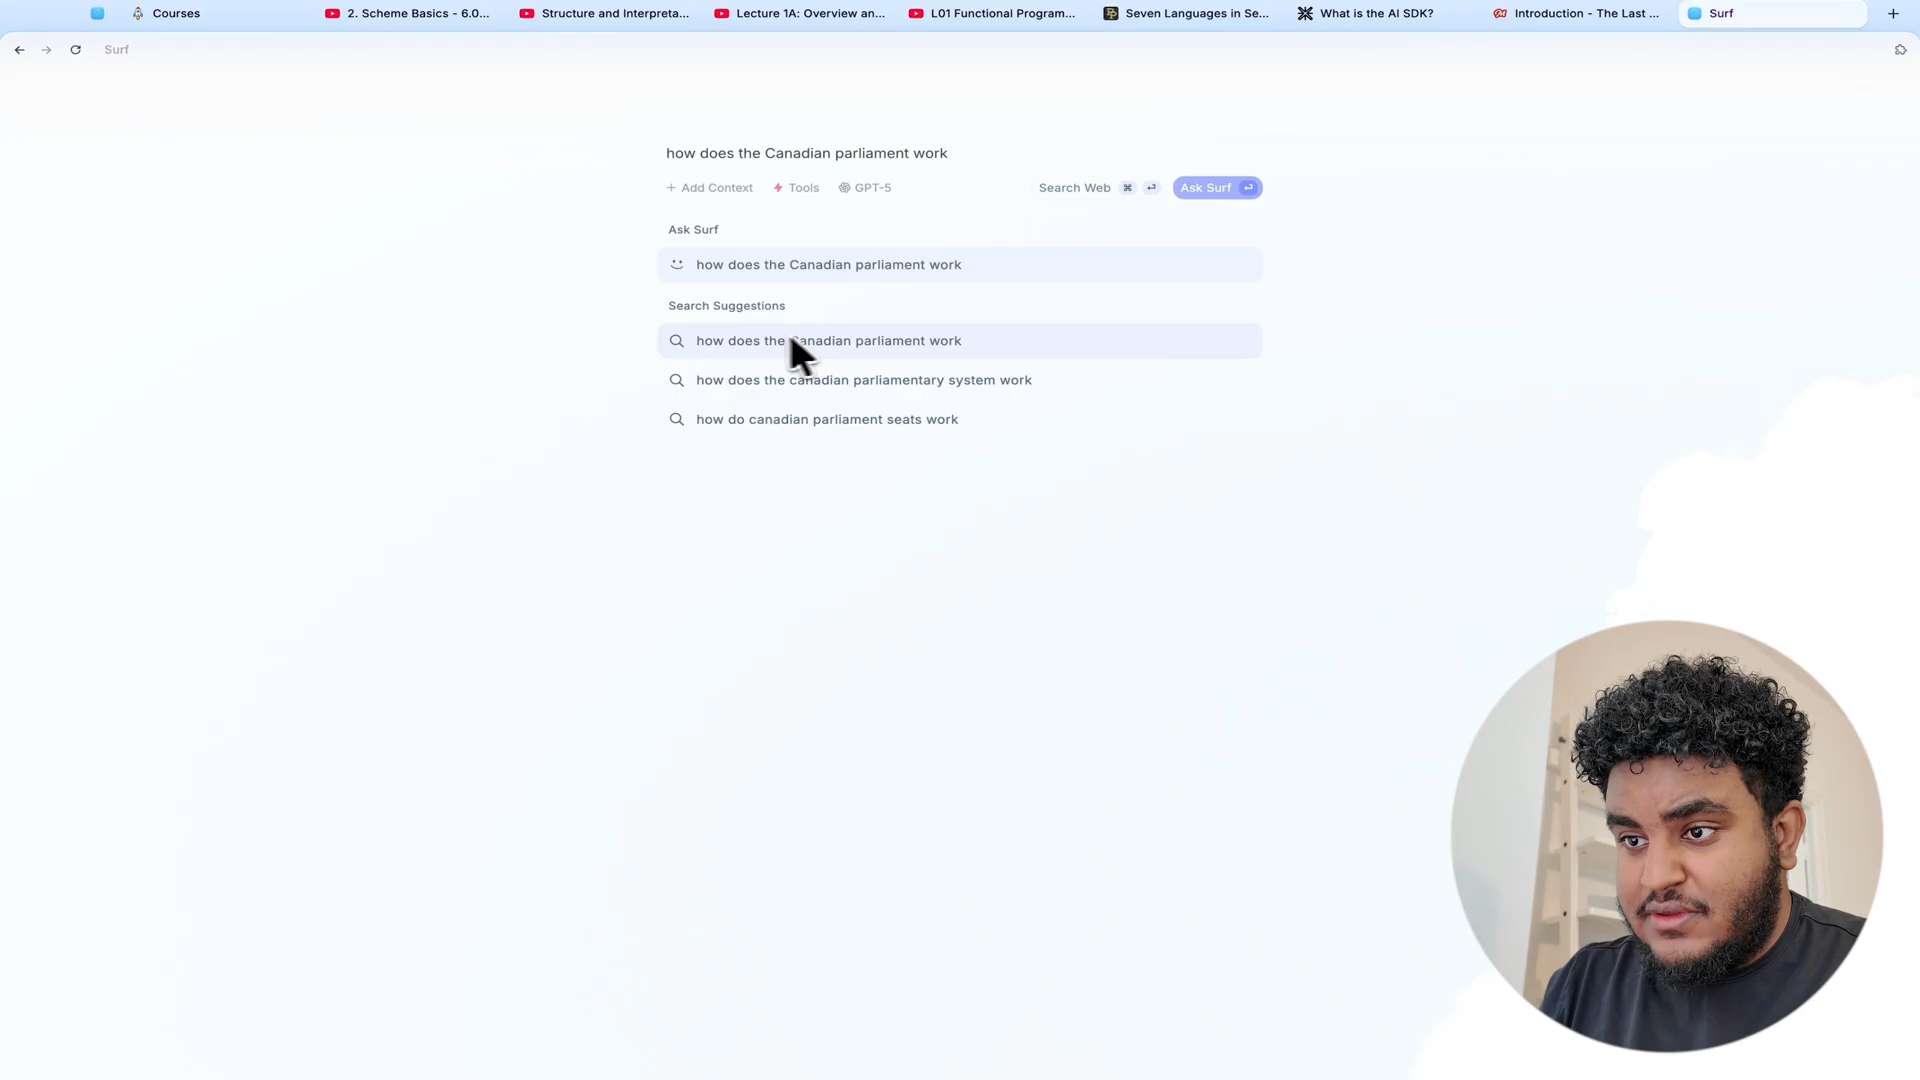 Courses
2. Scheme Basics - 6.0...
Structure and Interpreta...
Lecture 1A: Overview an...
L01 Functional Program...
Seven Languages in Se...
What is the AI SDK?
Introduction - The Last ...
Surf
Surf
how does the Canadian parliament work
+ Add Context Tools GPT-5 Search Web ⌘ ⏎ Ask Surf ⏎
Ask Surf
how does the Canadian parliament work
Search Suggestions
how does the Canadian parliament work
how does the canadian parliamentary system work
how do canadian parliament seats work